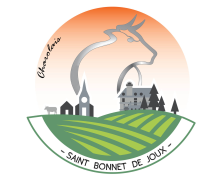 Charolais
- SAINT BONNET DE JOUX -